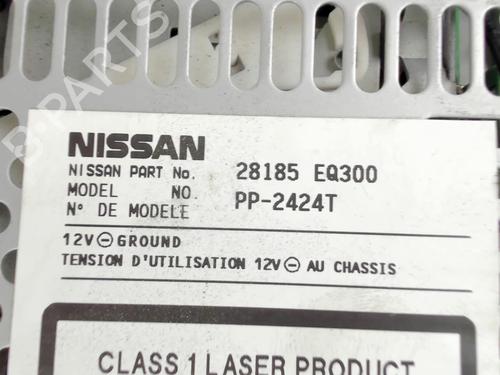 B-PARTS
NISSAN
NISSAN PART No. 28185 EQ300
MODEL NO. PP-2424T
N° DE MODELE
12V⊖GROUND
TENSION D'UTILISATION 12V⊖ AU CHASSIS
CLASS 1 LASER PRODUCT